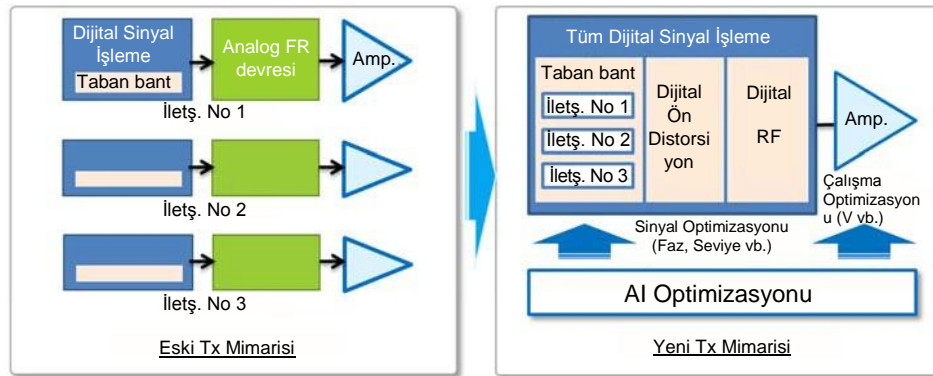 Dijital Sinyal
İşleme
Taban bant
Analog FR
devresi
Amp.
İletş. No 1
İletş. No 2
İletş. No 3
Eski Tx Mimarisi
Tüm Dijital Sinyal İşleme
Taban bant
İletş. No 1
İletş. No 2
İletş. No 3
Dijital
Ön
Distorsi
yon
Dijital
RF
Amp.
Çalışma
Optimizasyon
u (V vb.)
Sinyal Optimizasyonu
(Faz, Seviye vb.)
AI Optimizasyonu
Yeni Tx Mimarisi